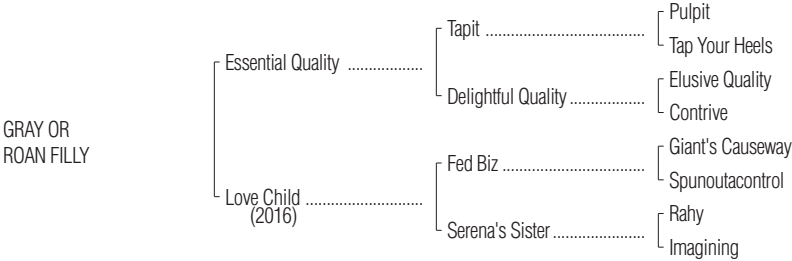 GRAY OR
ROAN FILLY
Essential Quality ..................
Love Child ............................
(2016)
Tapit ......................................
Delightful Quality ..................
Fed Biz ..................................
Serena's Sister ......................
Pulpit
Tap Your Heels
Elusive Quality
Contrive
Giant's Causeway
Spunoutacontrol
Rahy
Imagining